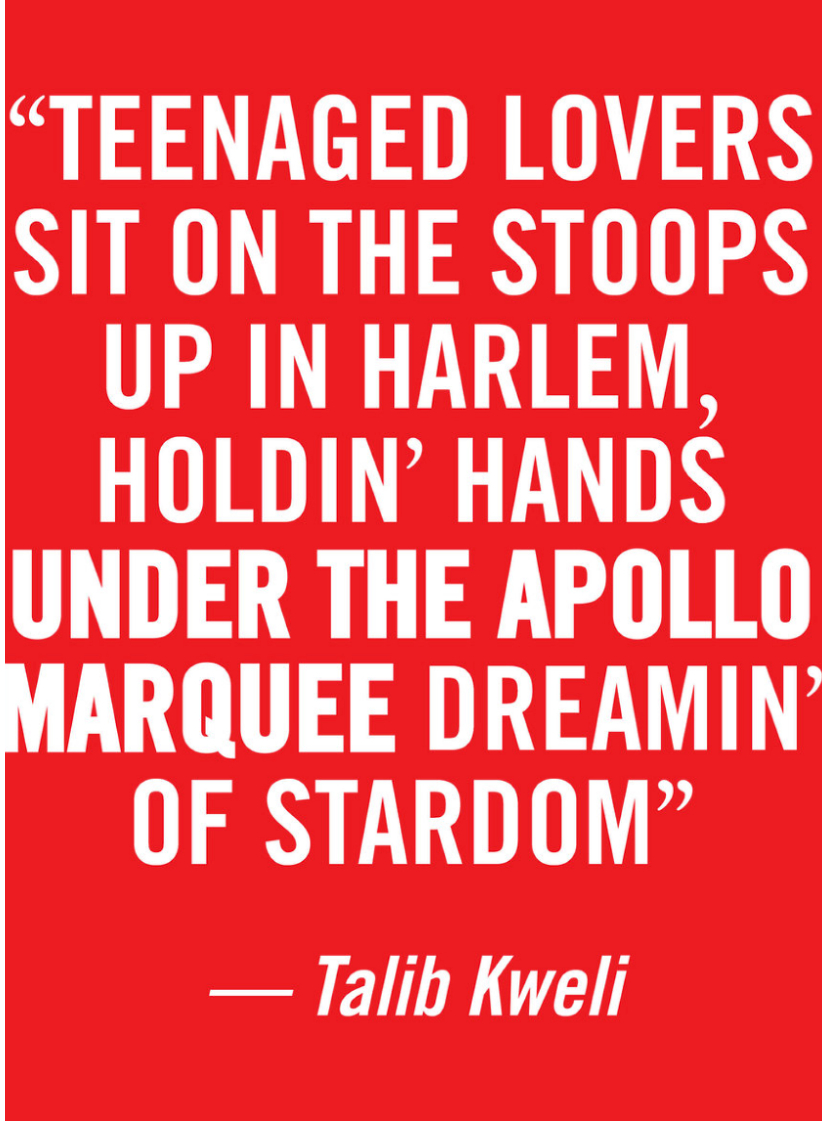 “TEENAGED LOVERS
SIT ON THE STOOPS
UP IN HARLEM,
HOLDIN’ HANDS
UNDER THE APOLLO
MARQUEE DREAMIN’
OF STARDOM”
— Talib Kweli